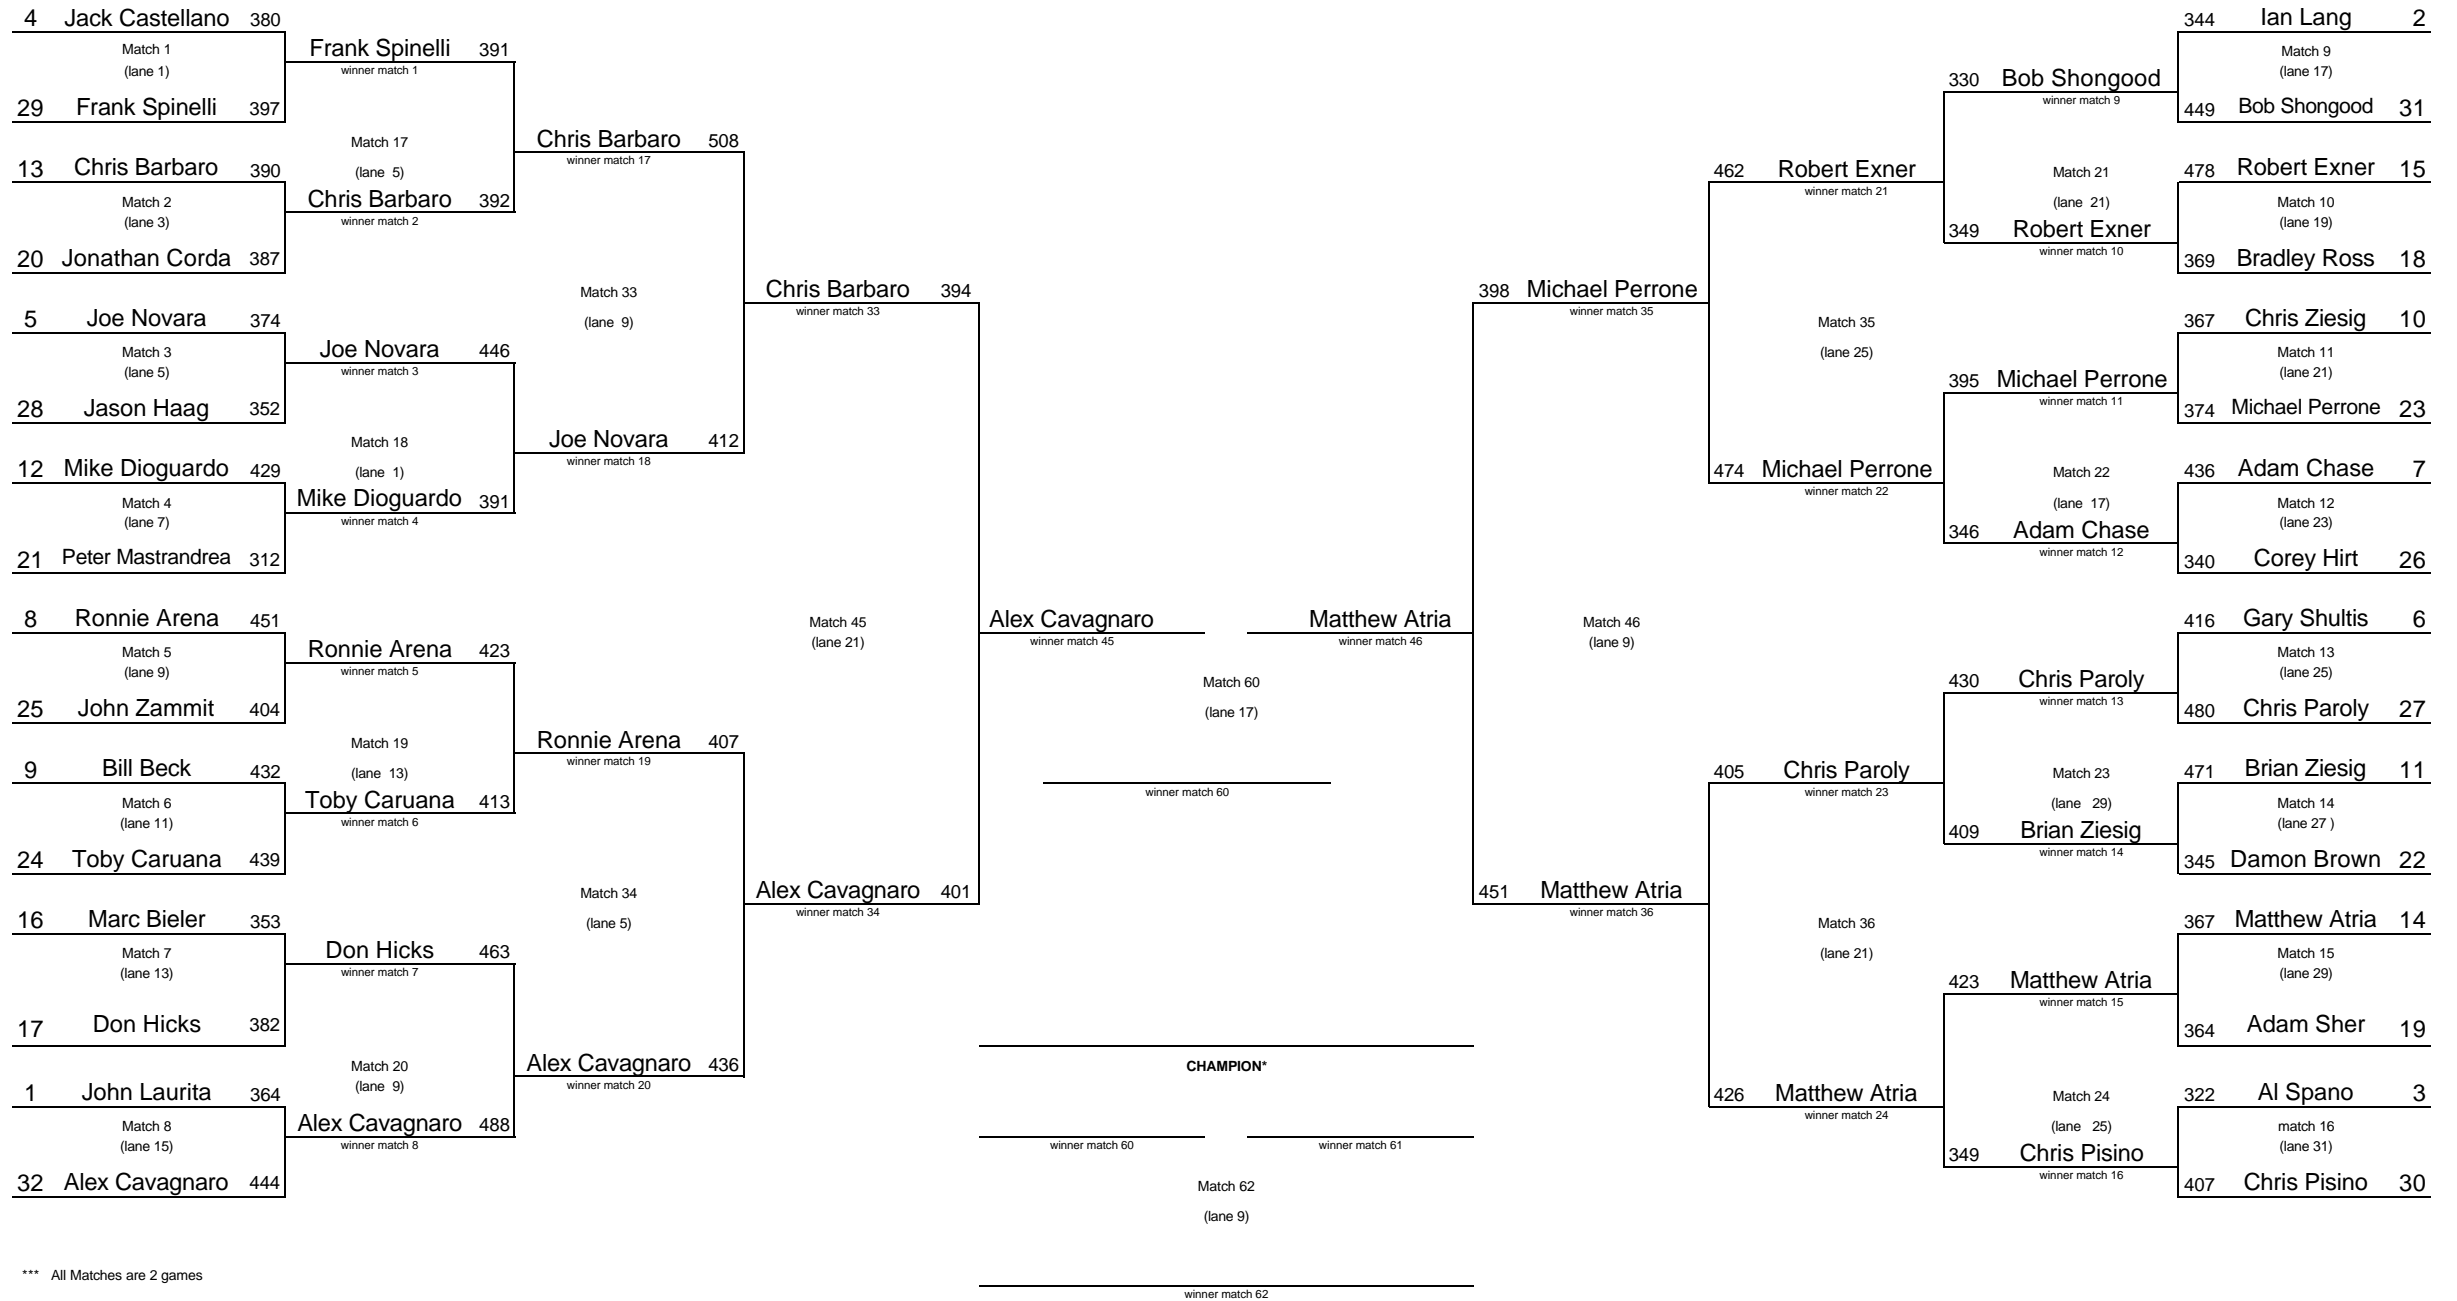 4 Jack Castellano 380
Match 1
(lane 1)
29 Frank Spinelli 397
13 Chris Barbaro 390
Match 2
(lane 3)
20 Jonathan Corda 387
5 Joe Novara 374
Match 3
(lane 5)
28 Jason Haag 352
12 Mike Dioguardo 429
Match 4
(lane 7)
21 Peter Mastrandrea 312
8 Ronnie Arena 451
Match 5
(lane 9)
25 John Zammit 404
9 Bill Beck 432
Match 6
(lane 11)
24 Toby Caruana 439
16 Marc Bieler 353
Match 7
(lane 13)
17 Don Hicks 382
1 John Laurita 364
Match 8
(lane 15)
32 Alex Cavagnaro 444
*** All Matches are 2 games
Frank Spinelli 391
winner match 1
Match 17
(lane 5)
Chris Barbaro 392
winner match 2
Joe Novara 446
winner match 3
Match 18
(lane 1)
Mike Dioguardo 391
winner match 4
Ronnie Arena 423
winner match 5
Match 19
(lane 13)
Toby Caruana 413
winner match 6
Don Hicks 463
winner match 7
Match 20
(lane 9)
Alex Cavagnaro 488
winner match 8
Chris Barbaro 508
winner match 17
Match 33
(lane 9)
Joe Novara 412
winner match 18
Ronnie Arena 407
winner match 19
Match 34
(lane 5)
Alex Cavagnaro 436
winner match 20
Chris Barbaro 394
winner match 33
Match 45
(lane 21)
Alex Cavagnaro 401
winner match 34
Alex Cavagnaro
winner match 45
Matthew Atria
winner match 46
Match 60
(lane 17)
winner match 60
CHAMPION*
winner match 60
winner match 61
Match 62
(lane 9)
winner match 62
398 Michael Perrone
winner match 35
Match 46
(lane 9)
451 Matthew Atria
winner match 36
462 Robert Exner
winner match 21
Match 35
(lane 25)
474 Michael Perrone
winner match 22
405 Chris Paroly
winner match 23
Match 36
(lane 21)
426 Matthew Atria
winner match 24
330 Bob Shongood
winner match 9
Match 21
(lane 21)
349 Robert Exner
winner match 10
395 Michael Perrone
winner match 11
Match 22
(lane 17)
346 Adam Chase
winner match 12
430 Chris Paroly
winner match 13
Match 23
(lane 29)
409 Brian Ziesig
winner match 14
423 Matthew Atria
winner match 15
Match 24
(lane 25)
349 Chris Pisino
winner match 16
344 Ian Lang 2
Match 9
(lane 17)
449 Bob Shongood 31
478 Robert Exner 15
Match 10
(lane 19)
369 Bradley Ross 18
367 Chris Ziesig 10
Match 11
(lane 21)
374 Michael Perrone 23
436 Adam Chase 7
Match 12
(lane 23)
340 Corey Hirt 26
416 Gary Shultis 6
Match 13
(lane 25)
480 Chris Paroly 27
471 Brian Ziesig 11
Match 14
(lane 27 )
345 Damon Brown 22
367 Matthew Atria 14
Match 15
(lane 29)
364 Adam Sher 19
322 Al Spano 3
match 16
(lane 31)
407 Chris Pisino 30